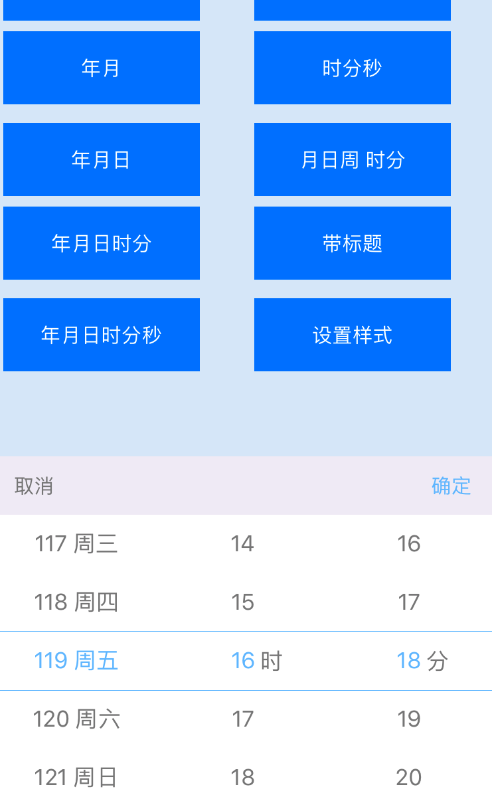 年月 时分秒
年月日 月日周 时分
年月日时分 带标题
年月日时分秒 设置样式
取消 确定
117 周三 14 16
118 周四 15 17
119 周五 16 时 18 分
120 周六 17 19
121 周日 18 20